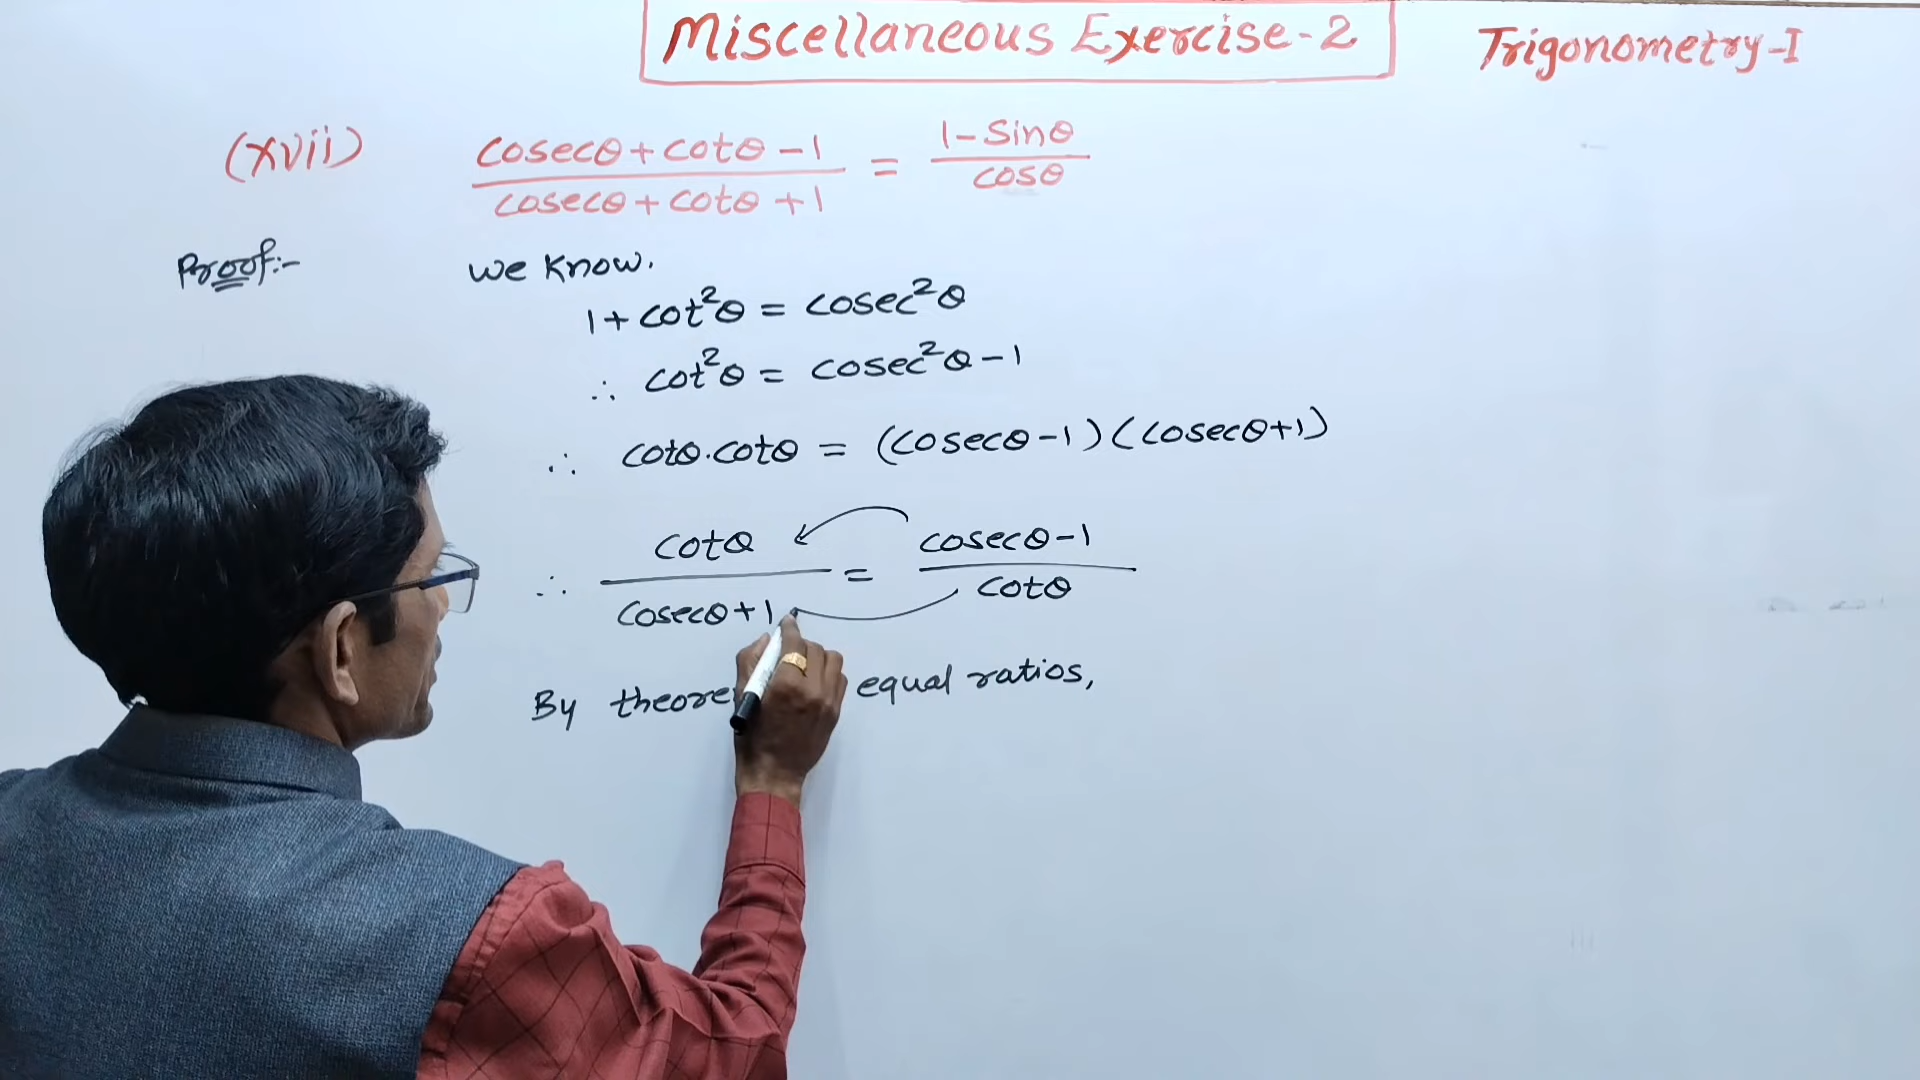 Miscellaneous Exercise-2
Trigonometry-I
(xvii) cosecθ+cotθ-1 / cosecθ+cotθ+1 = 1-Sinθ / cosθ
Proof:- we know.
1+cot²θ = cosec²θ
∴ cot²θ = cosec²θ-1
∴ cotθ.cotθ = (cosecθ-1)(cosecθ+1)
∴ cotθ / cosecθ+1 = cosecθ-1 / cotθ
By equal ratios,